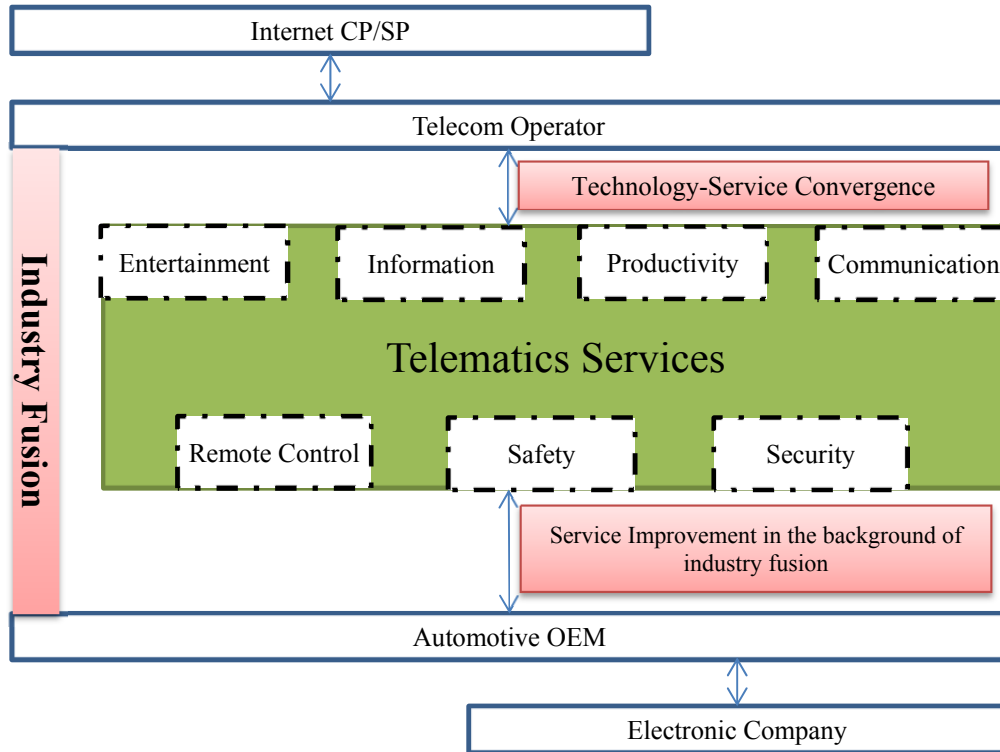 Internet CP/SP
Telecom Operator
Technology-Service Convergence
Industry Fusion
Entertainment
Information
Productivity
Communication
Telematics Services
Remote Control
Safety
Security
Service Improvement in the background of
industry fusion
Automotive OEM
Electronic Company